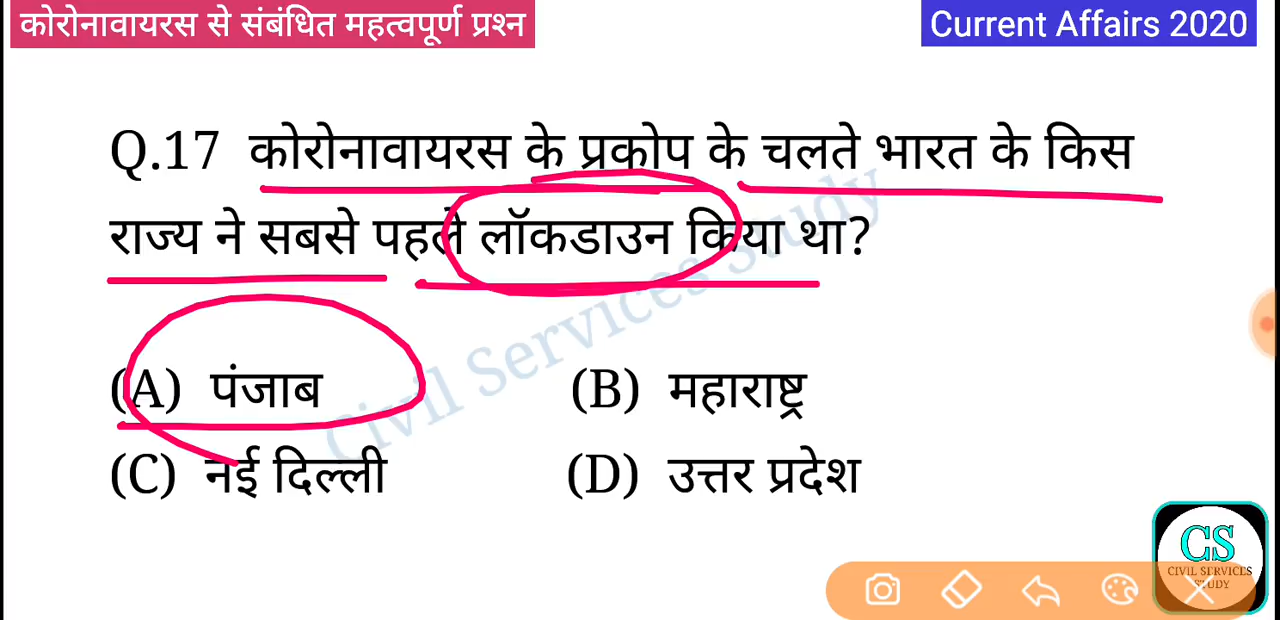 कोरोनावायरस से संबंधित महत्वपूर्ण प्रश्न
Current Affairs 2020
Q.17 कोरोनावायरस के प्रकोप के चलते भारत के किस
राज्य ने सबसे पहले लॉकडाउन किया था?
Civil Services Study
(A) पंजाब
(B) महाराष्ट्र
(C) नई दिल्ली
(D) उत्तर प्रदेश
CS
CIVIL SERVICES
STUDY